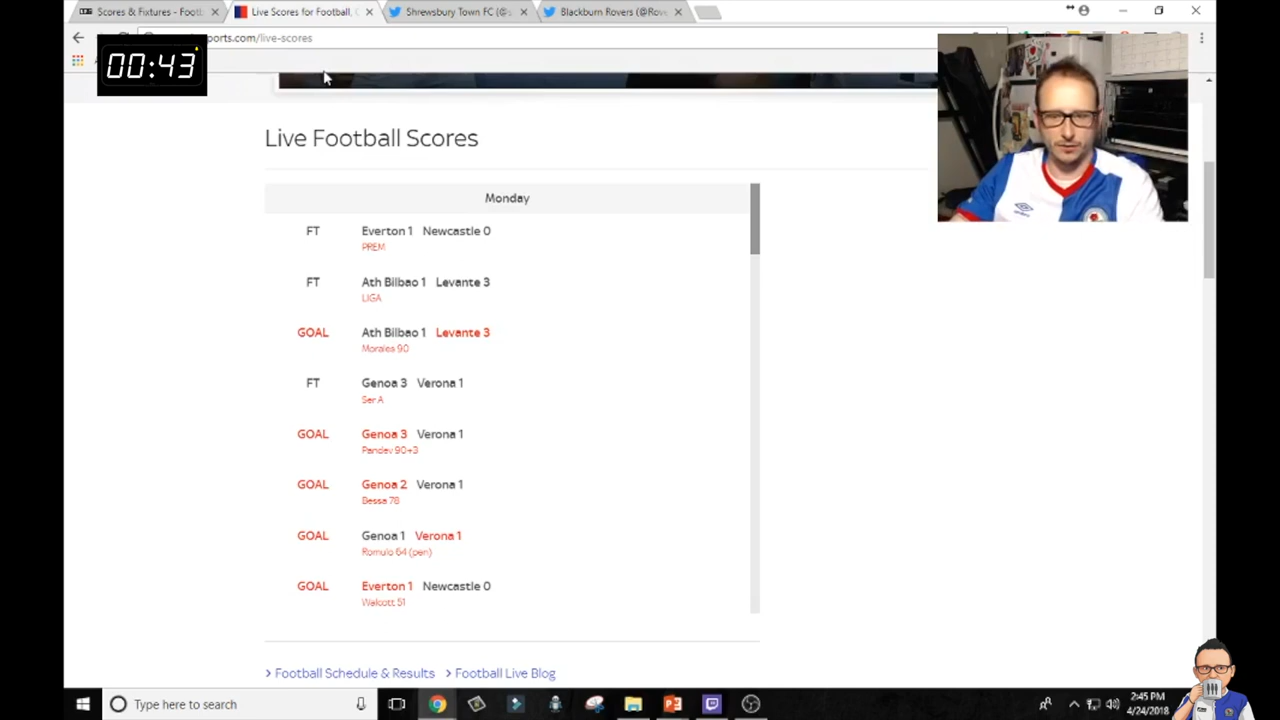 Scores & Fixtures - Footb
Live Scores for Football, C
Shrewsbury Town FC (@s
Blackburn Rovers (@Rove
ports.com/live-scores
00:43
Live Football Scores
Monday
FT Everton 1 Newcastle 0
PREM
FT Ath Bilbao 1 Levante 3
LIGA
GOAL Ath Bilbao 1 Levante 3
Morales 90
FT Genoa 3 Verona 1
Ser A
GOAL Genoa 3 Verona 1
Pandev 90+3
GOAL Genoa 2 Verona 1
Bessa 78
GOAL Genoa 1 Verona 1
Romulo 64 (pen)
GOAL Everton 1 Newcastle 0
Walcott 51
> Football Schedule & Results > Football Live Blog
Type here to search
2:45 PM
4/24/2018